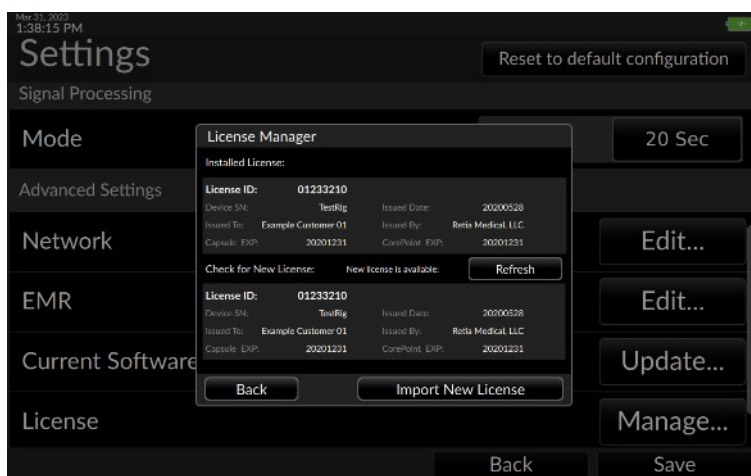 Mar 31, 2023
1:38:15 PM
Settings
Reset to default configuration
Signal Processing
Mode
20 Sec
License Manager
Installed License:
License ID: 01233210
Device SN: TestRig Issued Date: 20200528
Issued To: Example Customer 01 Issued By: Retia Medical, LLC
Capsule EXP: 20201231 CorePoint EXP: 20201231
Check for New License: New license is available: Refresh
License ID: 01233210
Device SN: TestRig Issued Date: 20200528
Issued To: Example Customer 01 Issued By: Retia Medical, LLC
Capsule EXP: 20201231 CorePoint EXP: 20201231
Back Import New License
Advanced Settings
Network Edit...
EMR Edit...
Current Software Update...
License Manage...
Back Save